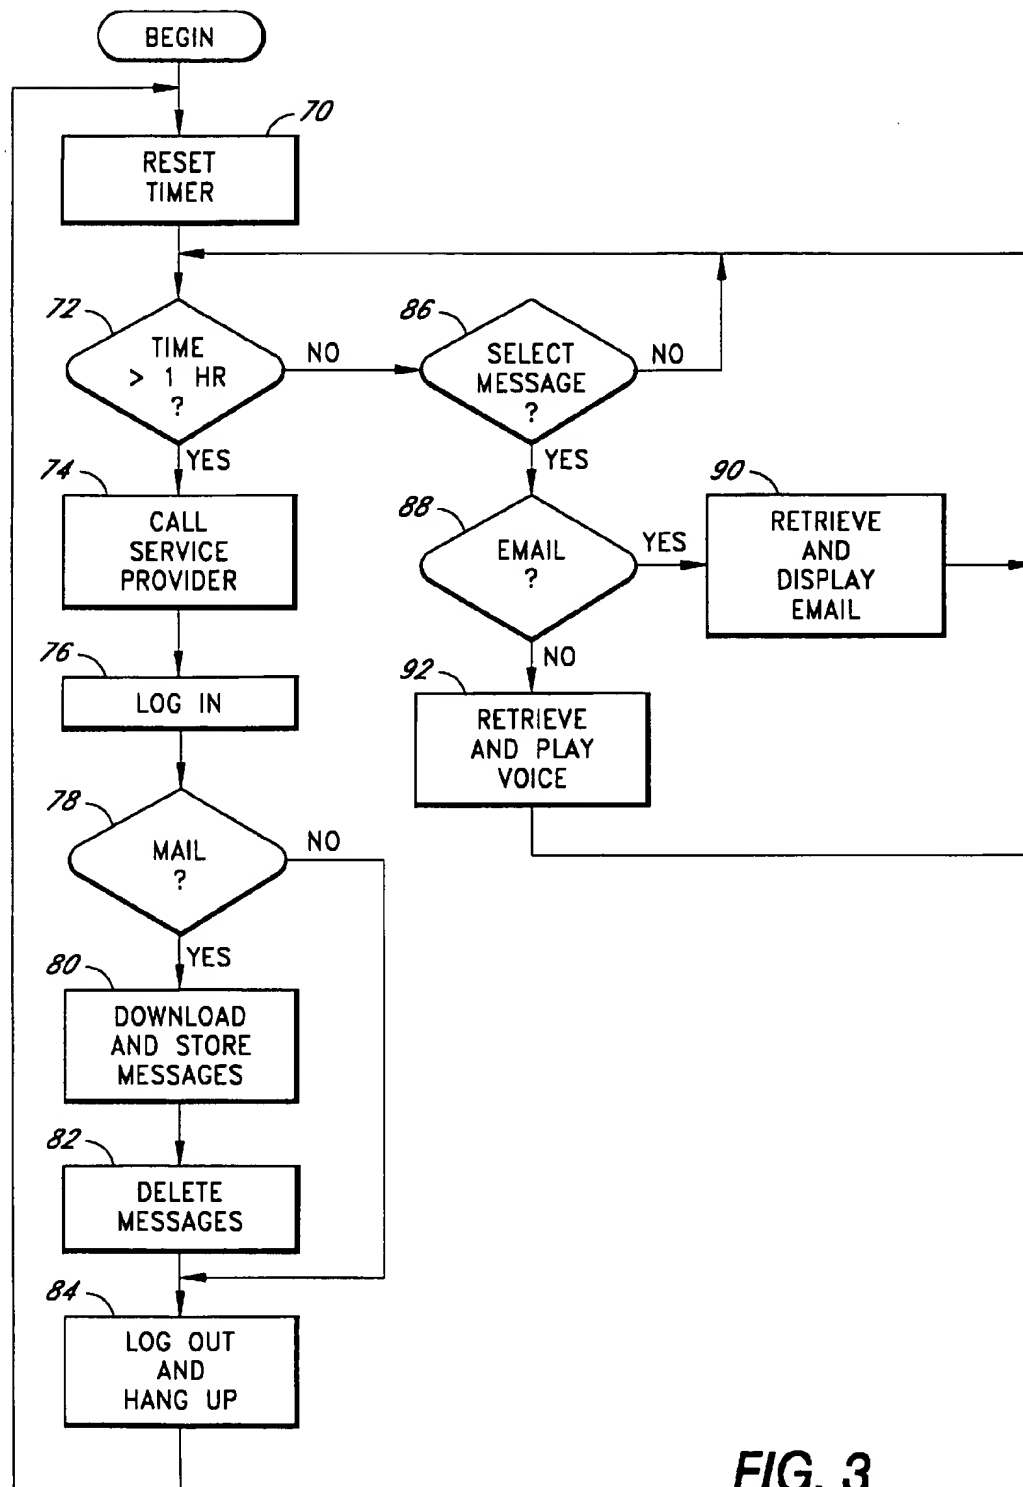 BEGIN
70
RESET
TIMER
72
TIME
> 1 HR
?
NO
YES
86
SELECT
MESSAGE
?
NO
YES
74
CALL
SERVICE
PROVIDER
88
EMAIL
?
YES
NO
90
RETRIEVE
AND
DISPLAY
EMAIL
76
LOG IN
92
RETRIEVE
AND PLAY
VOICE
78
MAIL
?
NO
YES
80
DOWNLOAD
AND STORE
MESSAGES
82
DELETE
MESSAGES
84
LOG OUT
AND
HANG UP
FIG. 3